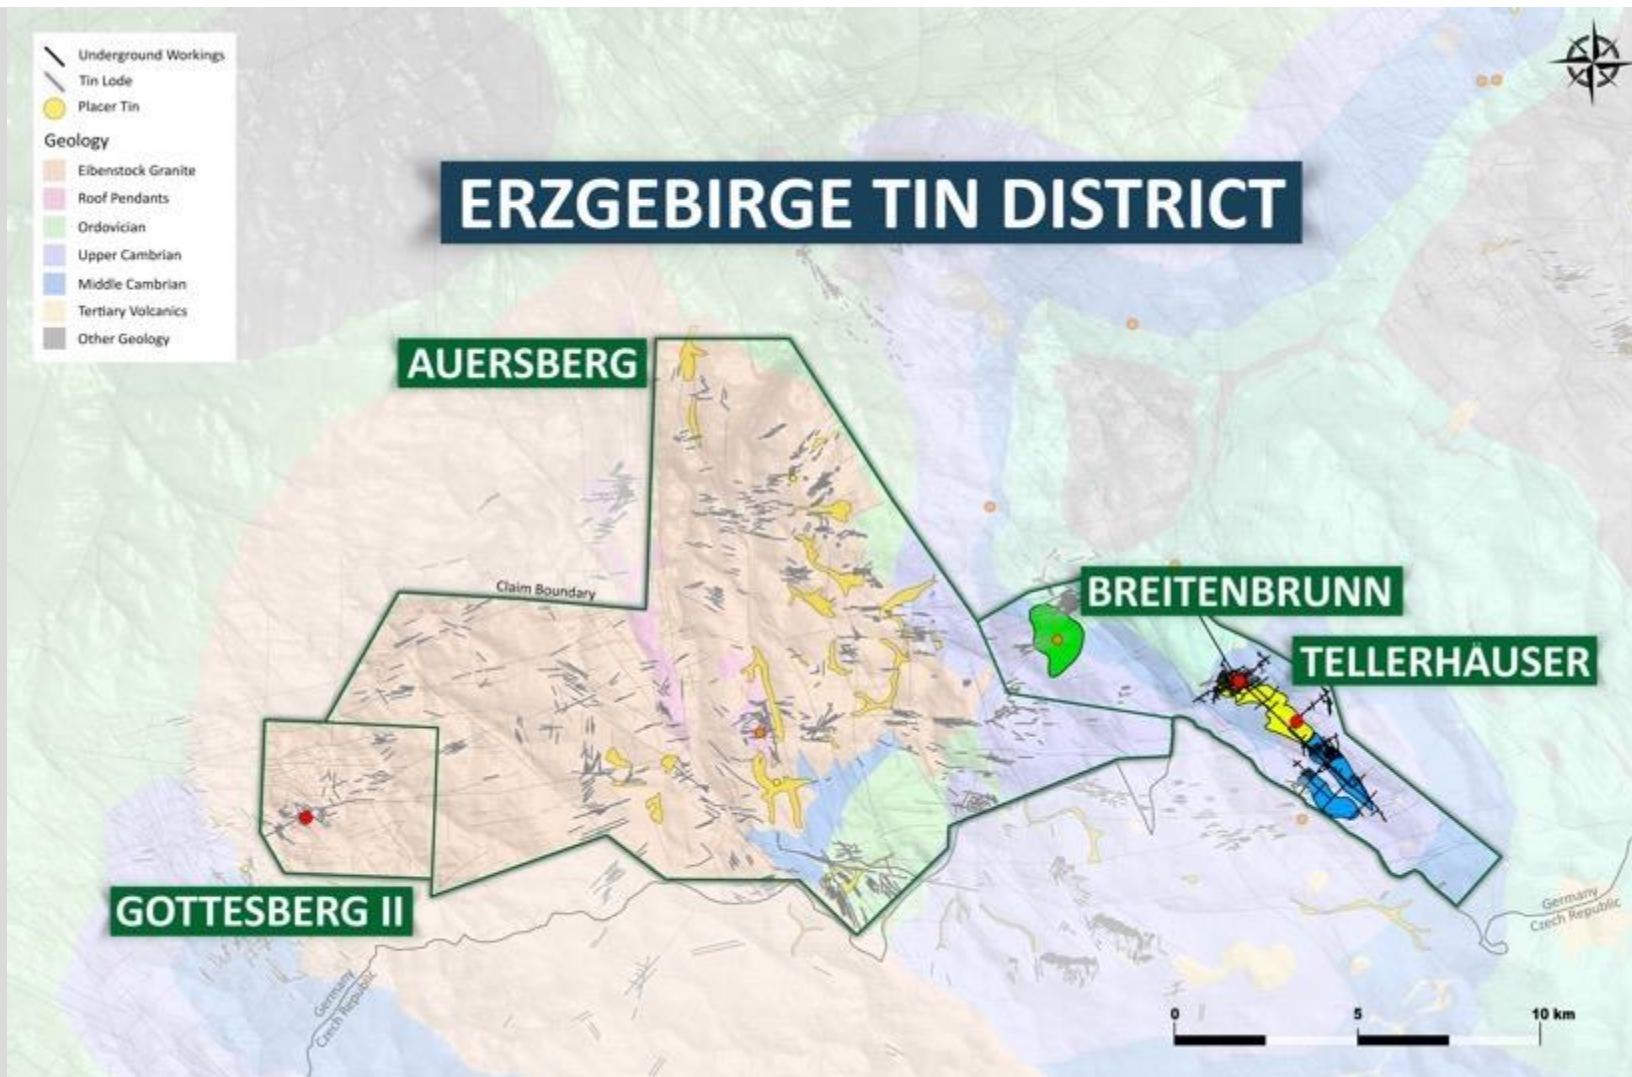 Underground Workings
Tin Lode
Placer Tin
Geology
Eibenstock Granite
Roof Pendants
Ordovician
Upper Cambrian
Middle Cambrian
Tertiary Volcanics
Other Geology
ERZGEBIRGE TIN DISTRICT
AUERSBERG
Claim Boundary
BREITENBRUNN
TELLERHÄUSER
GOTTESBERG II
Germany
Czech Republic
Germany
Czech Republic
0 5 10 km